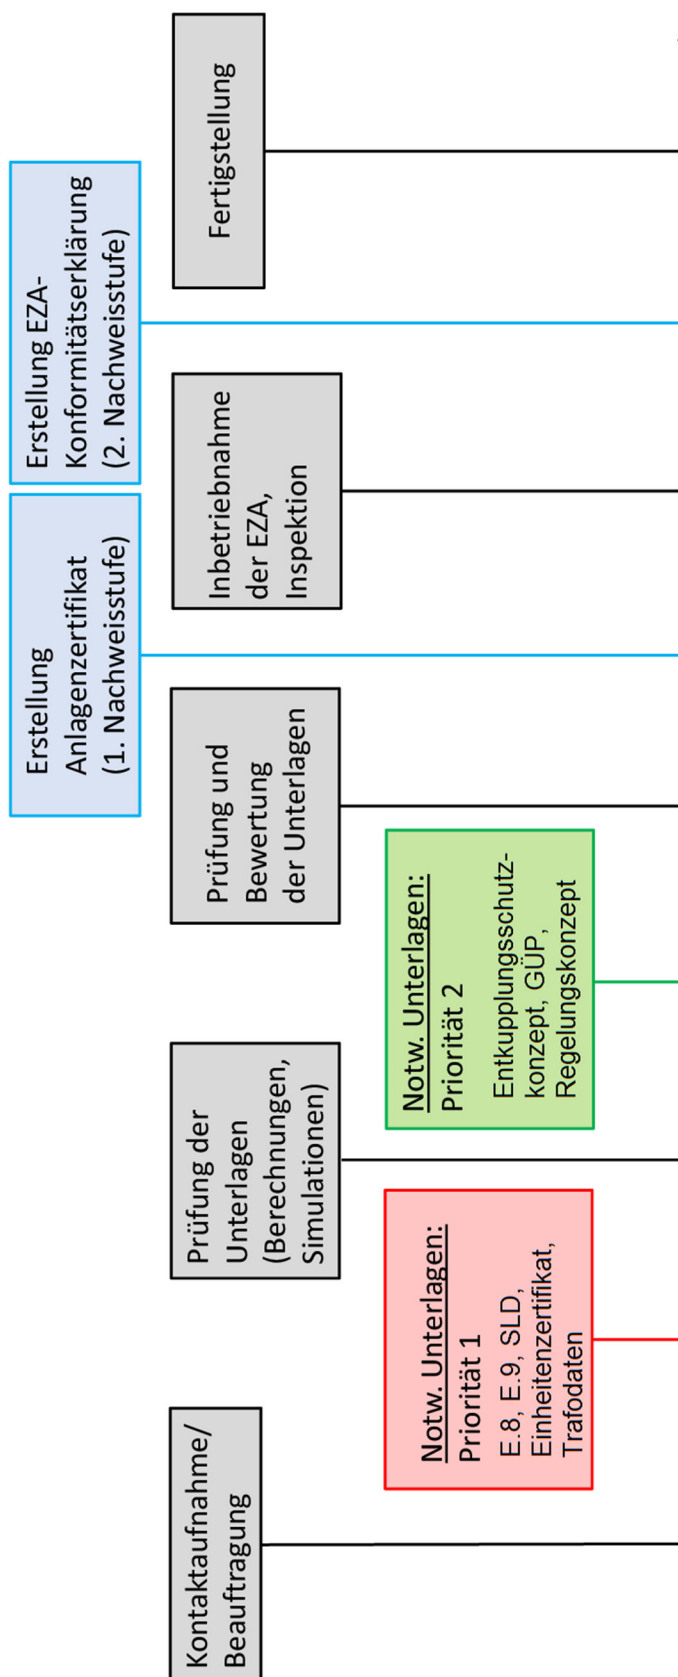 Kontaktaufnahme/
Beauftragung
Notw. Unterlagen:
Priorität 1
E.8, E.9, SLD,
Einheitenzertifikat,
Trafodaten
Prüfung der
Unterlagen
(Berechnungen,
Simulationen)
Notw. Unterlagen:
Priorität 2
Entkupplungsschutz-
konzept, GÜP,
Regelungskonzept
Prüfung und
Bewertung
der Unterlagen
Erstellung
Anlagenzertifikat
(1. Nachweisstufe)
Inbetriebnahme
der EZA,
Inspektion
Erstellung EZA-
Konformitätserklärung
(2. Nachweisstufe)
Fertigstellung